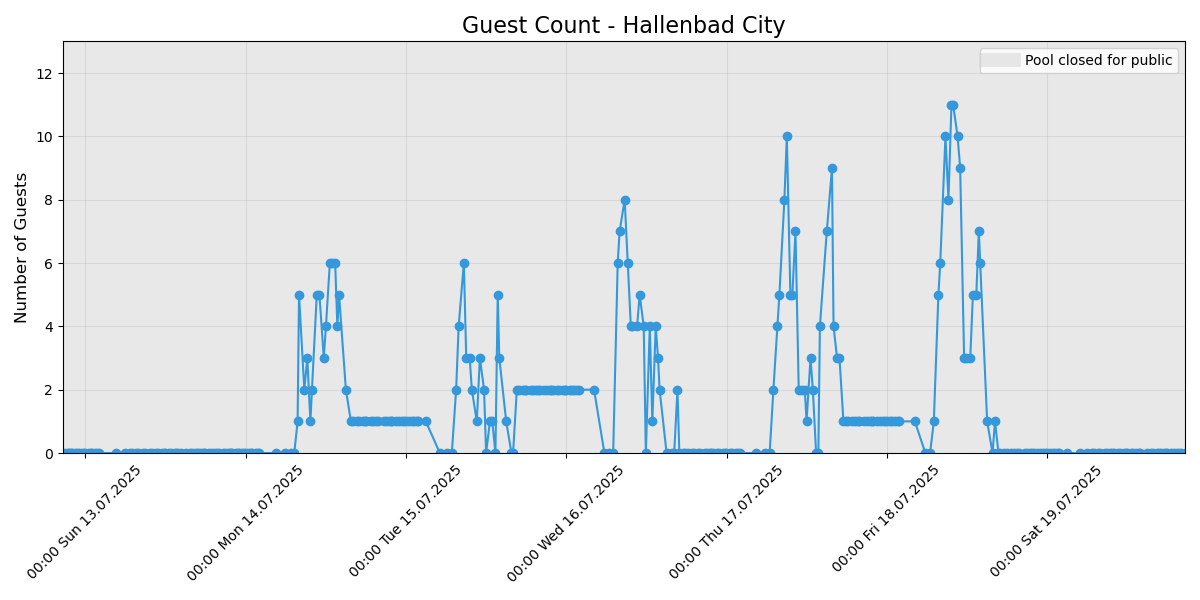 Guest Count - Hallenbad City
Pool closed for public
Number of Guests
12
10
8
6
4
2
0
00:00 Sun 13.07.2025
00:00 Mon 14.07.2025
00:00 Tue 15.07.2025
00:00 Wed 16.07.2025
00:00 Thu 17.07.2025
00:00 Fri 18.07.2025
00:00 Sat 19.07.2025